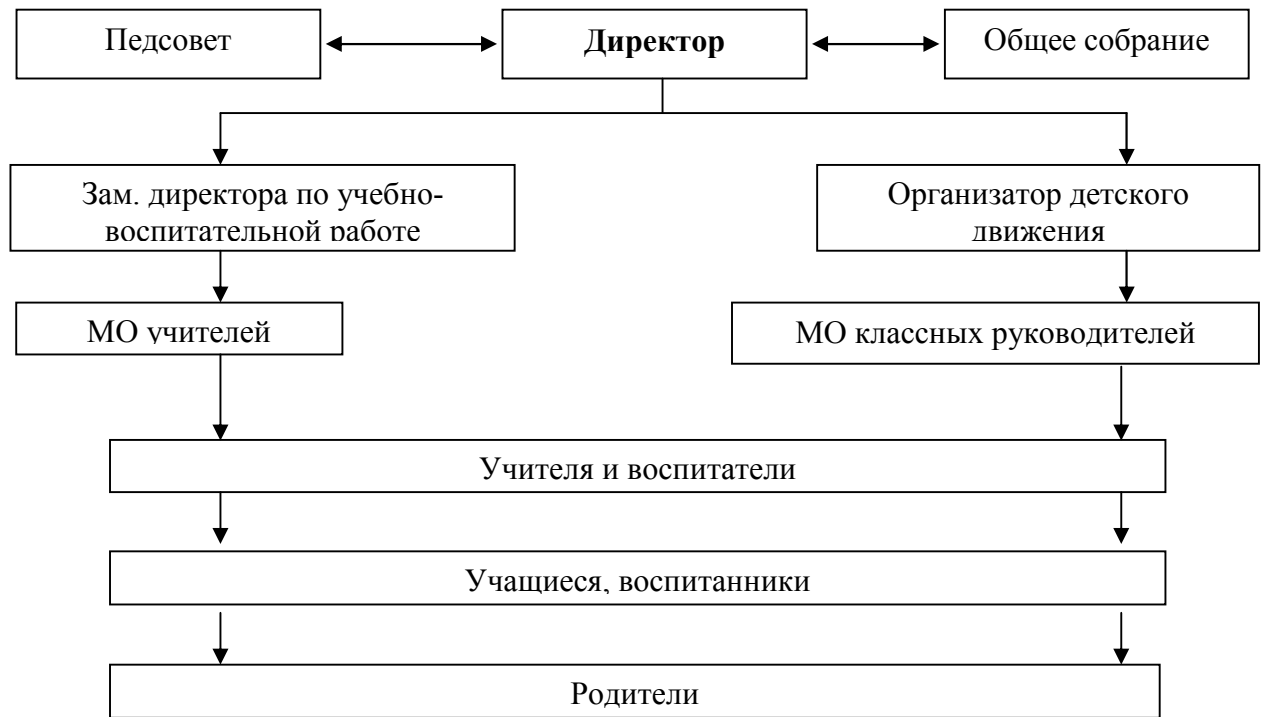 Педсовет
Директор
Общее собрание
Зам. директора по учебно-
воспитательной работе
Организатор детского
движения
МО учителей
МО классных руководителей
Учителя и воспитатели
Учащиеся, воспитанники
Родители